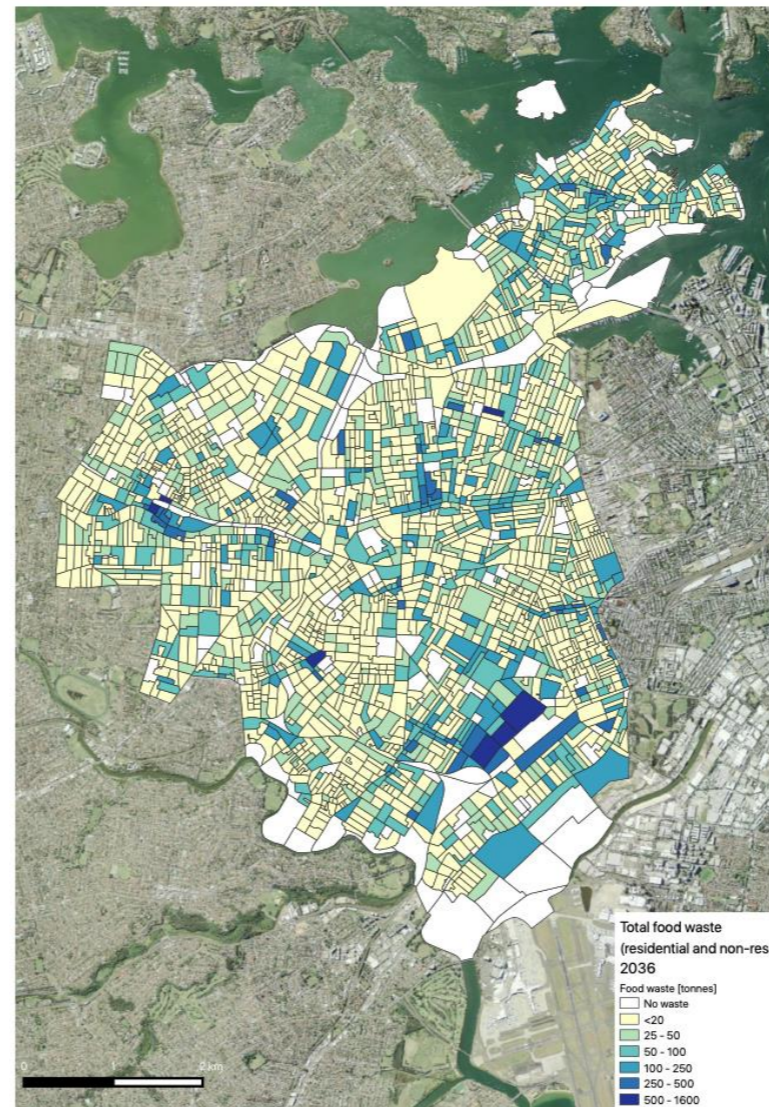 Total food waste
(residential and non-res
2036
Food waste [tonnes]
No waste
<20
25 - 50
50 - 100
100 - 250
250 - 500
500 - 1600
0 1 2 km